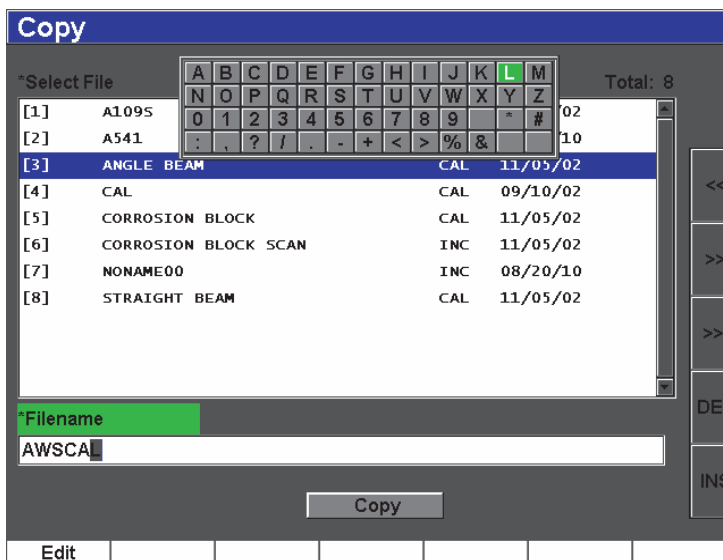 Copy
*Select File
Total: 8
A B C D E F G H I J K L M
N O P Q R S T U V W X Y Z
0 1 2 3 4 5 6 7 8 9 * #
: , ? / . - + < > % &
[1] A109S /02
[2] A541 /10
[3] ANGLE BEAM CAL 11/05/02
[4] CAL CAL 09/10/02
[5] CORROSION BLOCK CAL 11/05/02
[6] CORROSION BLOCK SCAN INC 11/05/02
[7] NONAME00 INC 08/20/10
[8] STRAIGHT BEAM CAL 11/05/02
<<
>>
>>
DE
INS
*Filename
AWSCAL
Copy
Edit